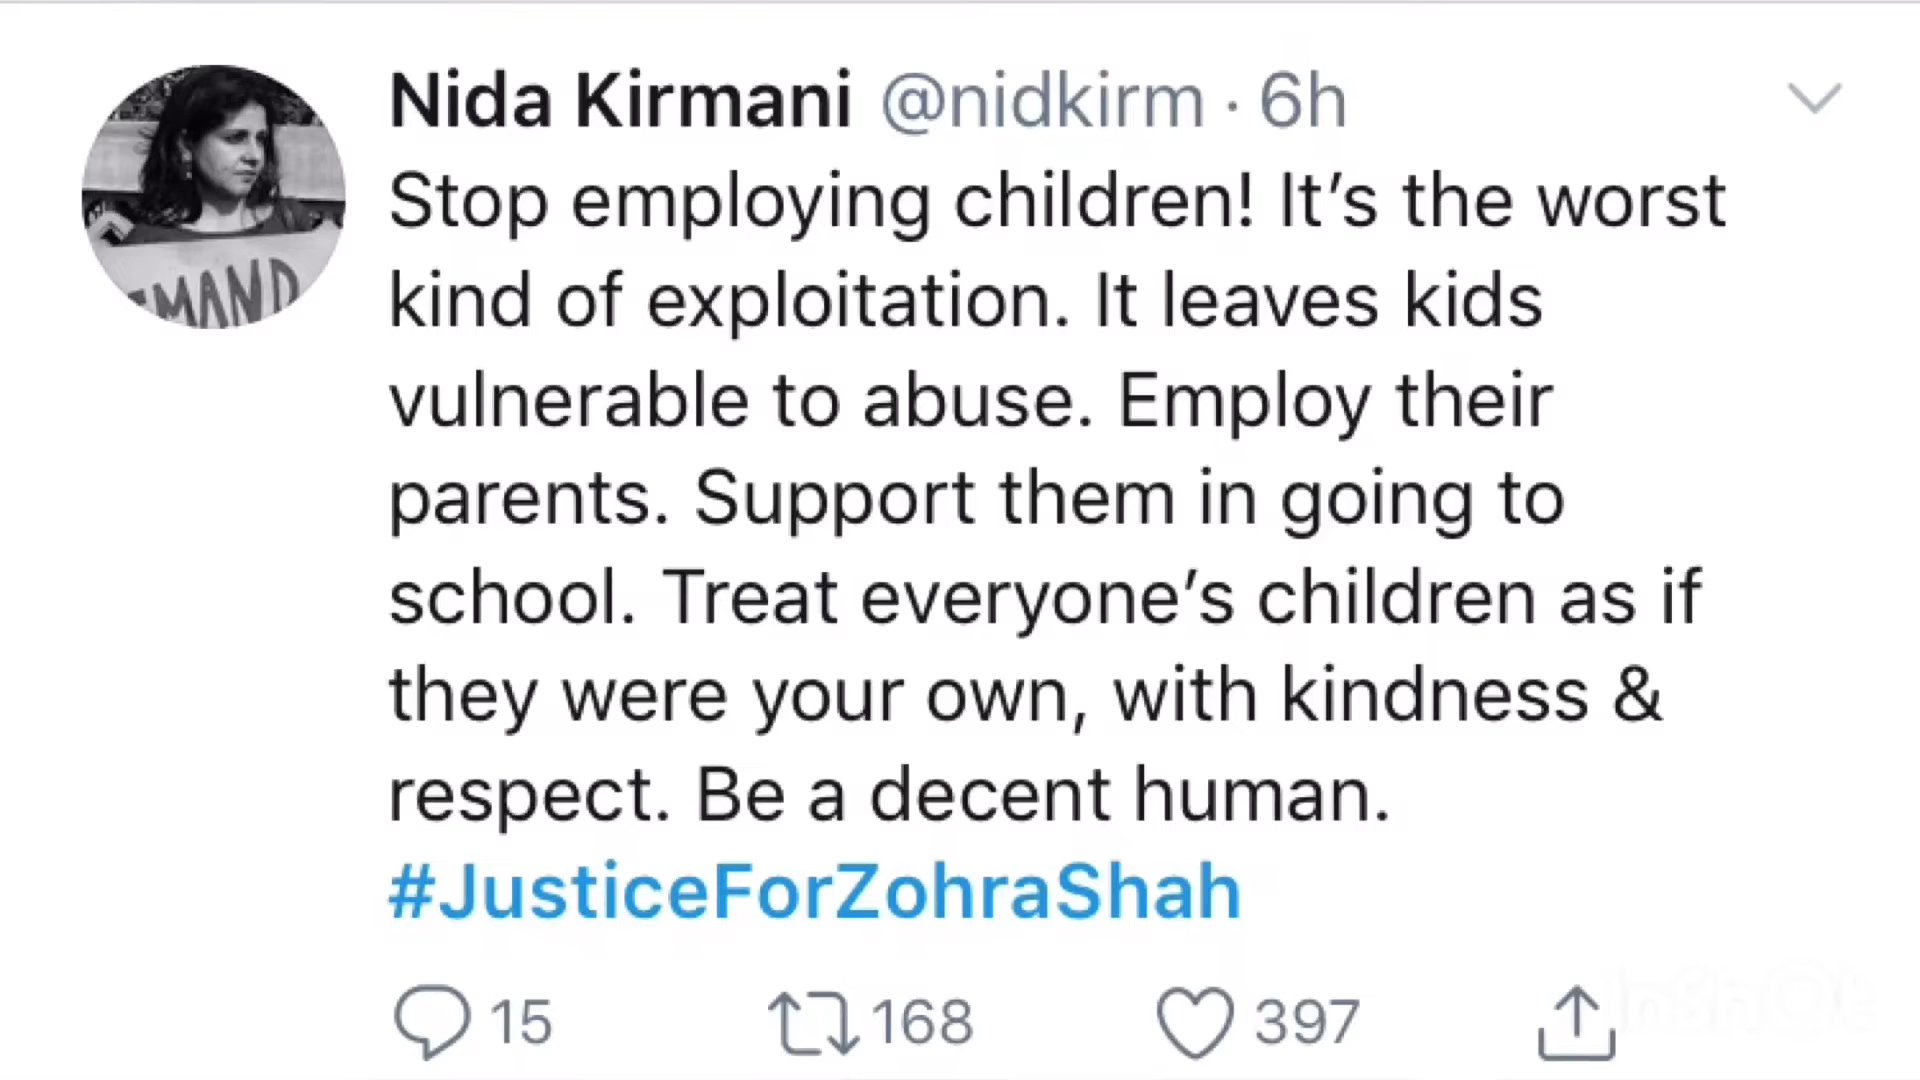 Nida Kirmani @nidkirm · 6h
Stop employing children! It’s the worst
kind of exploitation. It leaves kids
vulnerable to abuse. Employ their
parents. Support them in going to
school. Treat everyone’s children as if
they were your own, with kindness &
respect. Be a decent human.
#JusticeForZohraShah
15 168 397